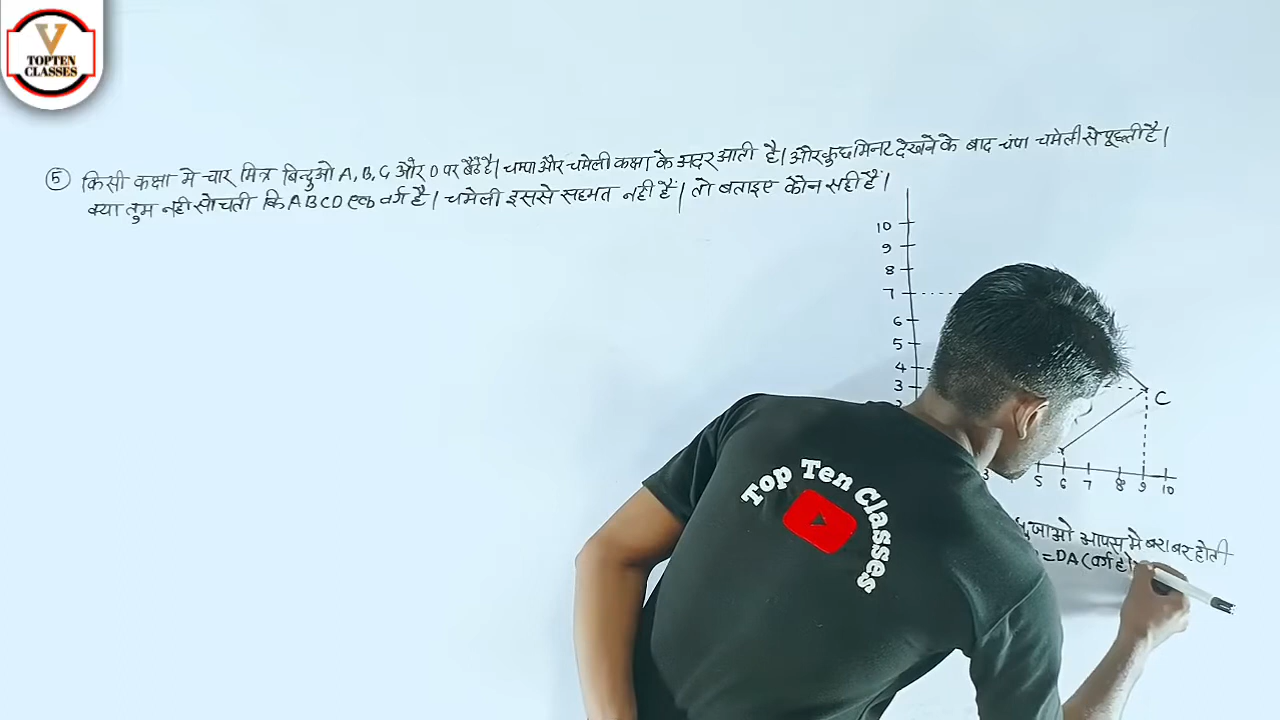 V
TOPTEN
CLASSES
⑤ किसी कक्षा मे चार मित्र बिन्दुओ A, B, C और D पर बैठे है। चम्पा और चमेली कक्षा के अंदर आती है। और कुछ मिनट देखने के बाद चंपा चमेली से पूछती है।
क्या तुम नही सोचती कि ABCD एक वर्ग है। चमेली इससे सहमत नही है। तो बताइए कौन सही है।
10
9
8
7
6
5
4
3
C
5 6 7 8 9 10
Top Ten Classes
जाओ आपस मे बराबर होती
=DA (वर्ग